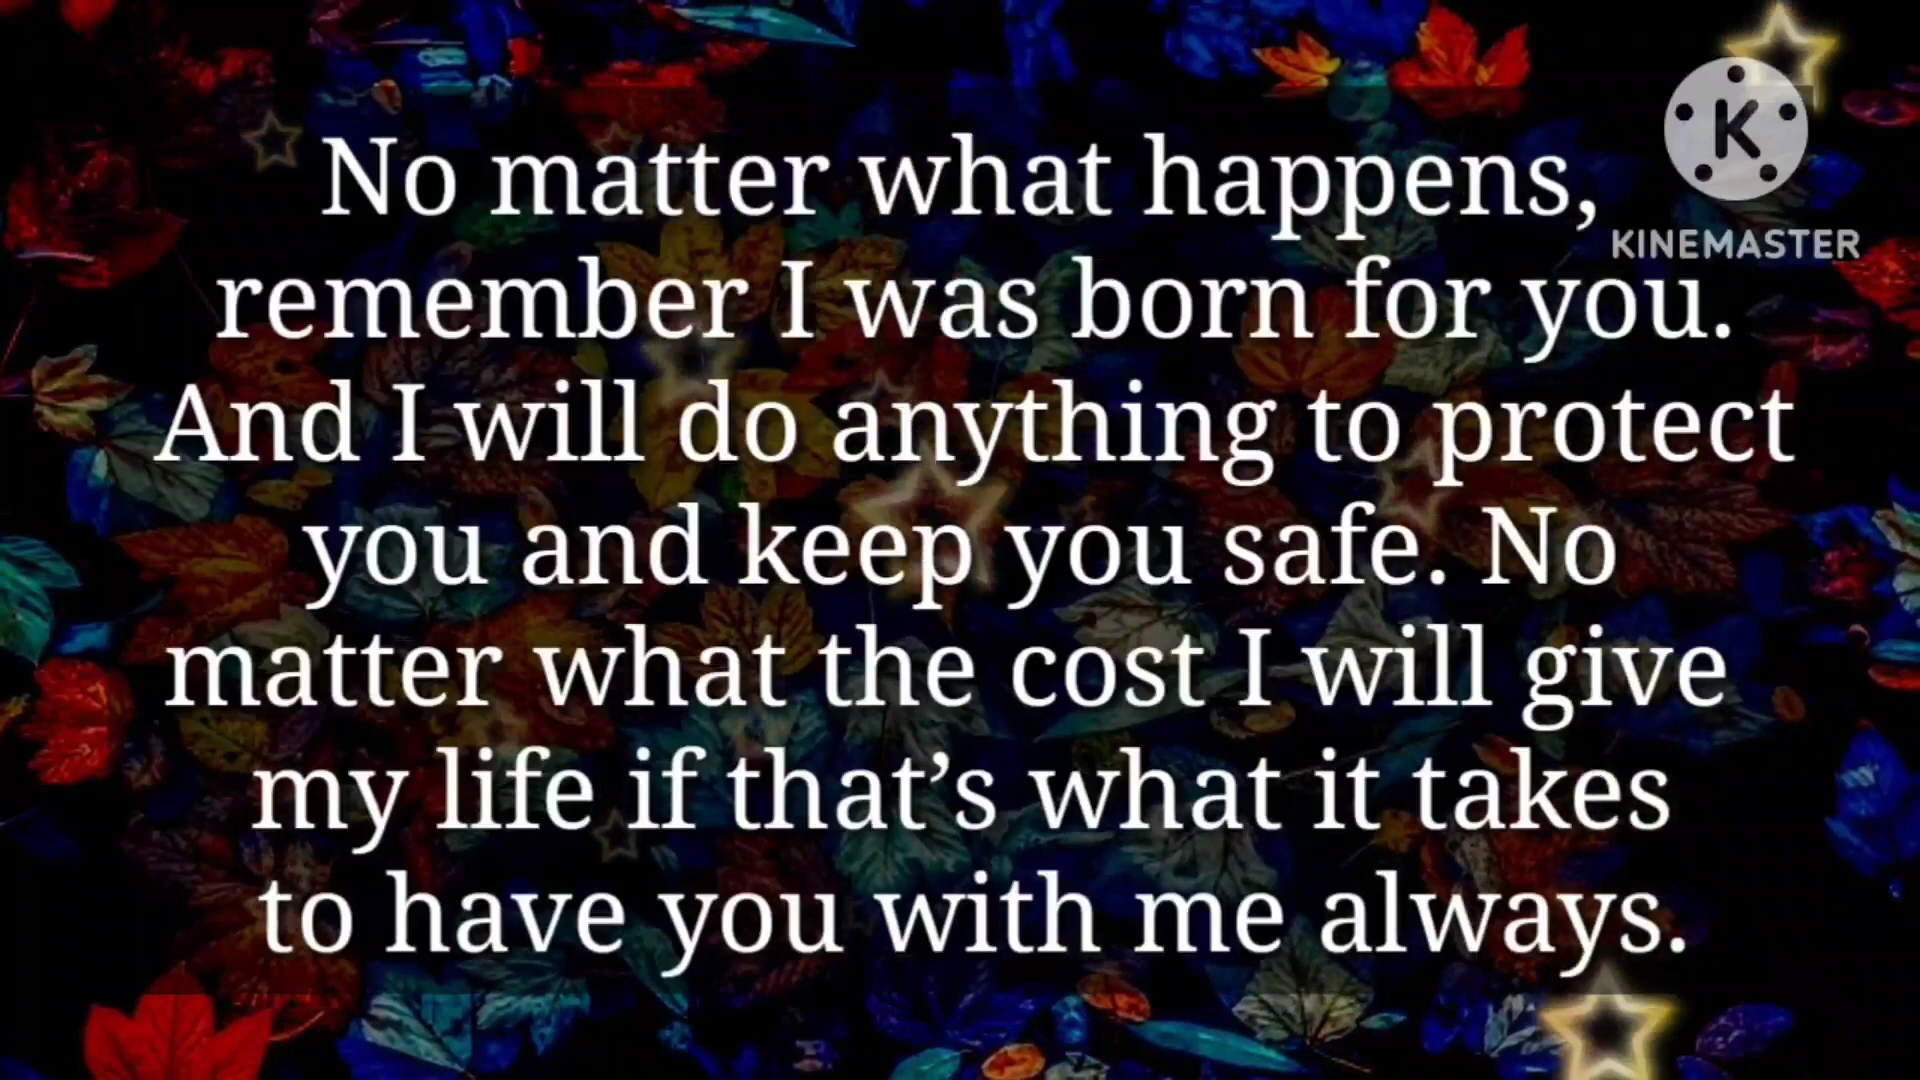 No matter what happens,
remember I was born for you.
And I will do anything to protect
you and keep you safe. No
matter what the cost I will give
my life if that’s what it takes
to have you with me always.
K
KINEMASTER